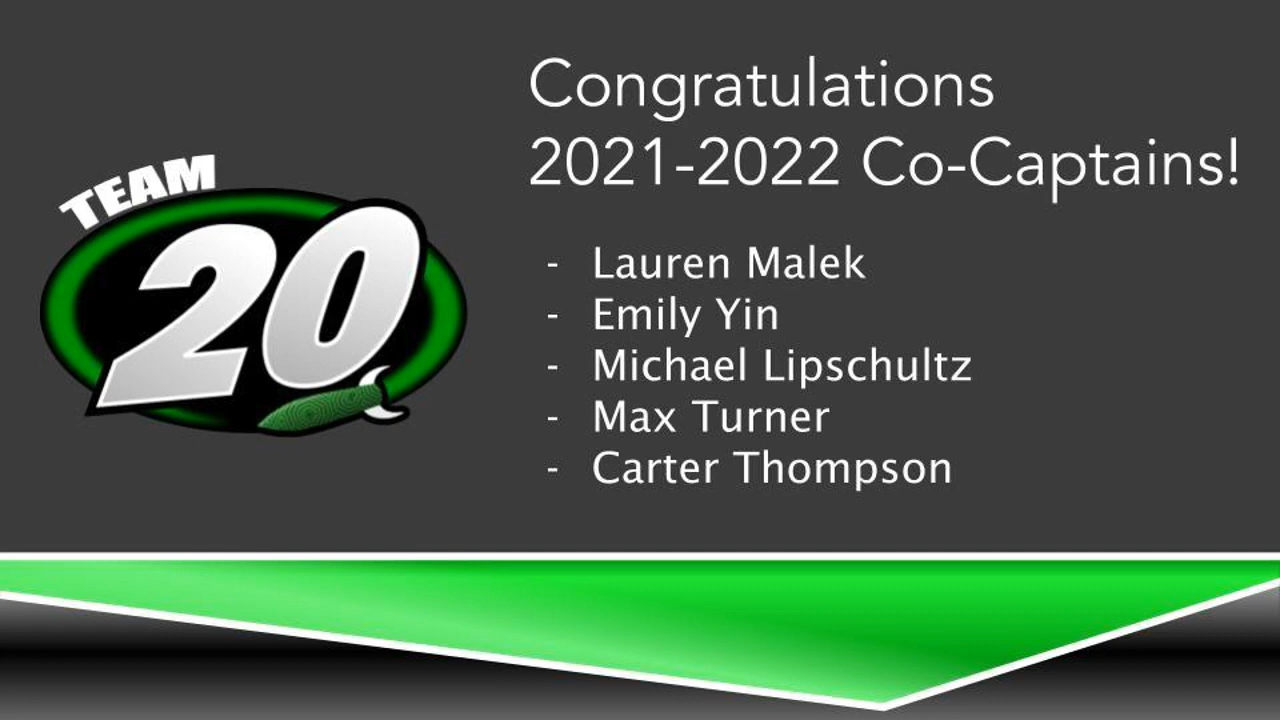 TEAM
20
Congratulations
2021-2022 Co-Captains!
- Lauren Malek
- Emily Yin
- Michael Lipschultz
- Max Turner
- Carter Thompson